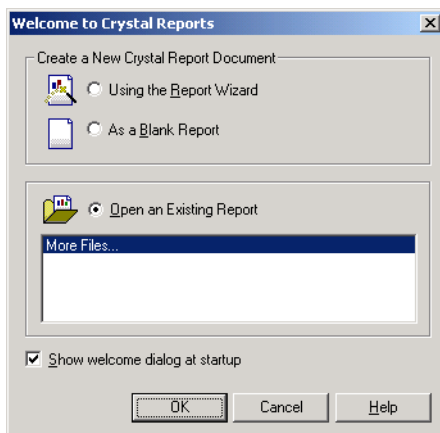 Welcome to Crystal Reports
Create a New Crystal Report Document
Using the Report Wizard
As a Blank Report
Open an Existing Report
More Files...
Show welcome dialog at startup
OK
Cancel
Help